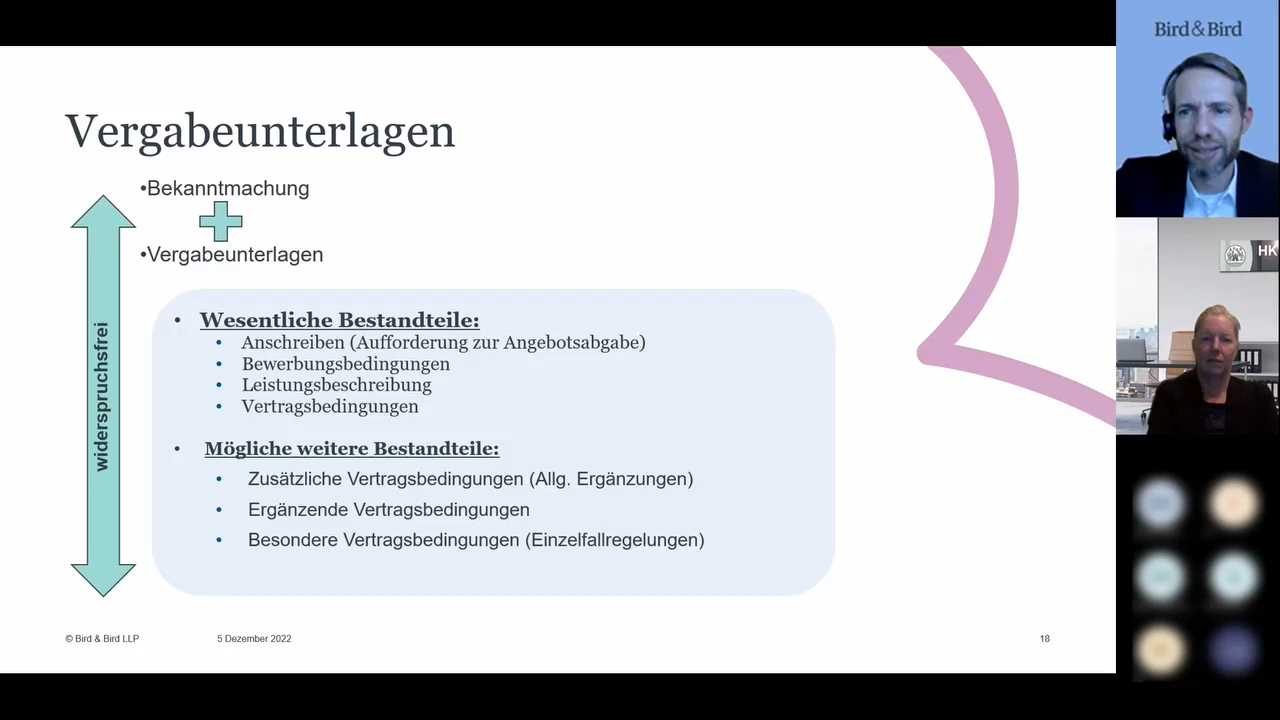 Vergabeunterlagen
•Bekanntmachung
•Vergabeunterlagen
widerspruchsfrei
• Wesentliche Bestandteile:
• Anschreiben (Aufforderung zur Angebotsabgabe)
• Bewerbungsbedingungen
• Leistungsbeschreibung
• Vertragsbedingungen
• Mögliche weitere Bestandteile:
• Zusätzliche Vertragsbedingungen (Allg. Ergänzungen)
• Ergänzende Vertragsbedingungen
• Besondere Vertragsbedingungen (Einzelfallregelungen)
© Bird & Bird LLP
5 Dezember 2022
18
Bird & Bird
HK